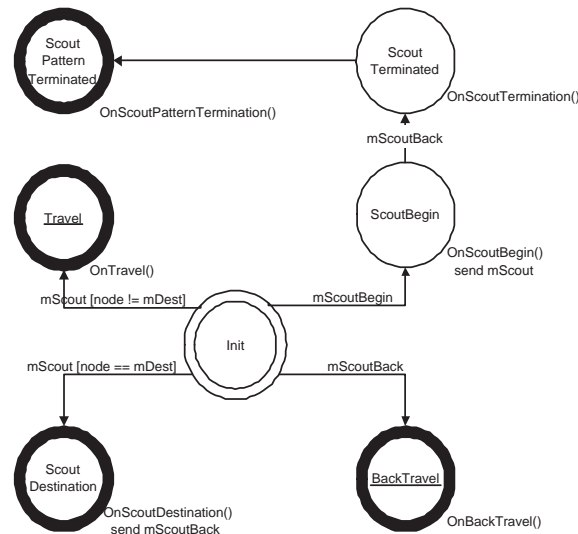 Scout
Pattern
Terminated
OnScoutPatternTermination()
Scout
Terminated
OnScoutTermination()
mScoutBack
Travel
OnTravel()
ScoutBegin
OnScoutBegin()
send mScout
mScout [node != mDest]
mScoutBegin
Init
mScout [node == mDest]
mScoutBack
Scout
Destination
OnScoutDestination()
send mScoutBack
BackTravel
OnBackTravel()